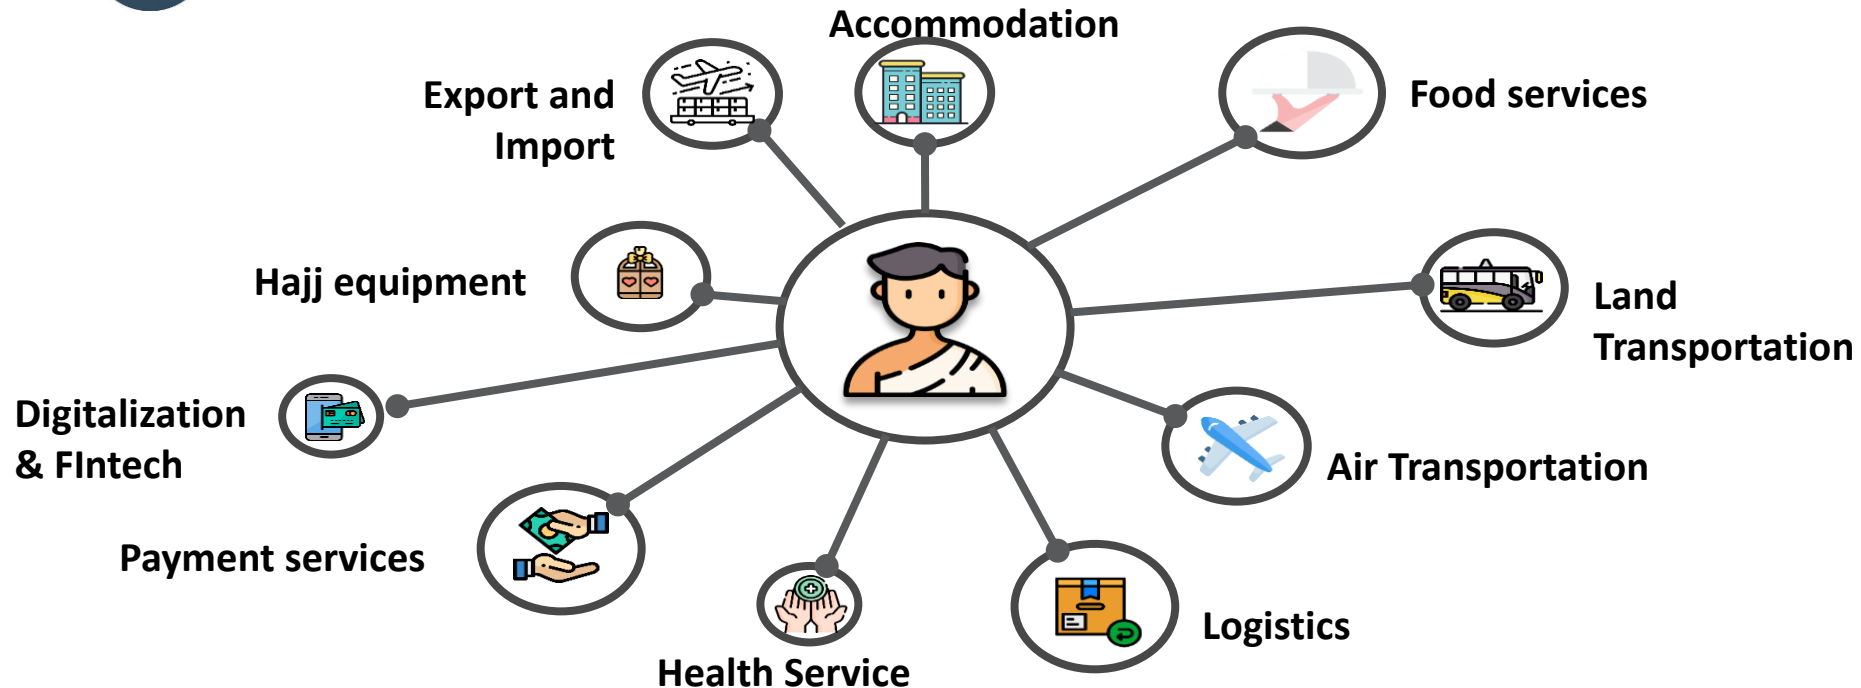 Accommodation
Export and
Import
Food services
Hajj equipment
Land
Transportation
Digitalization
& FIntech
Air Transportation
Payment services
Logistics
Health Service